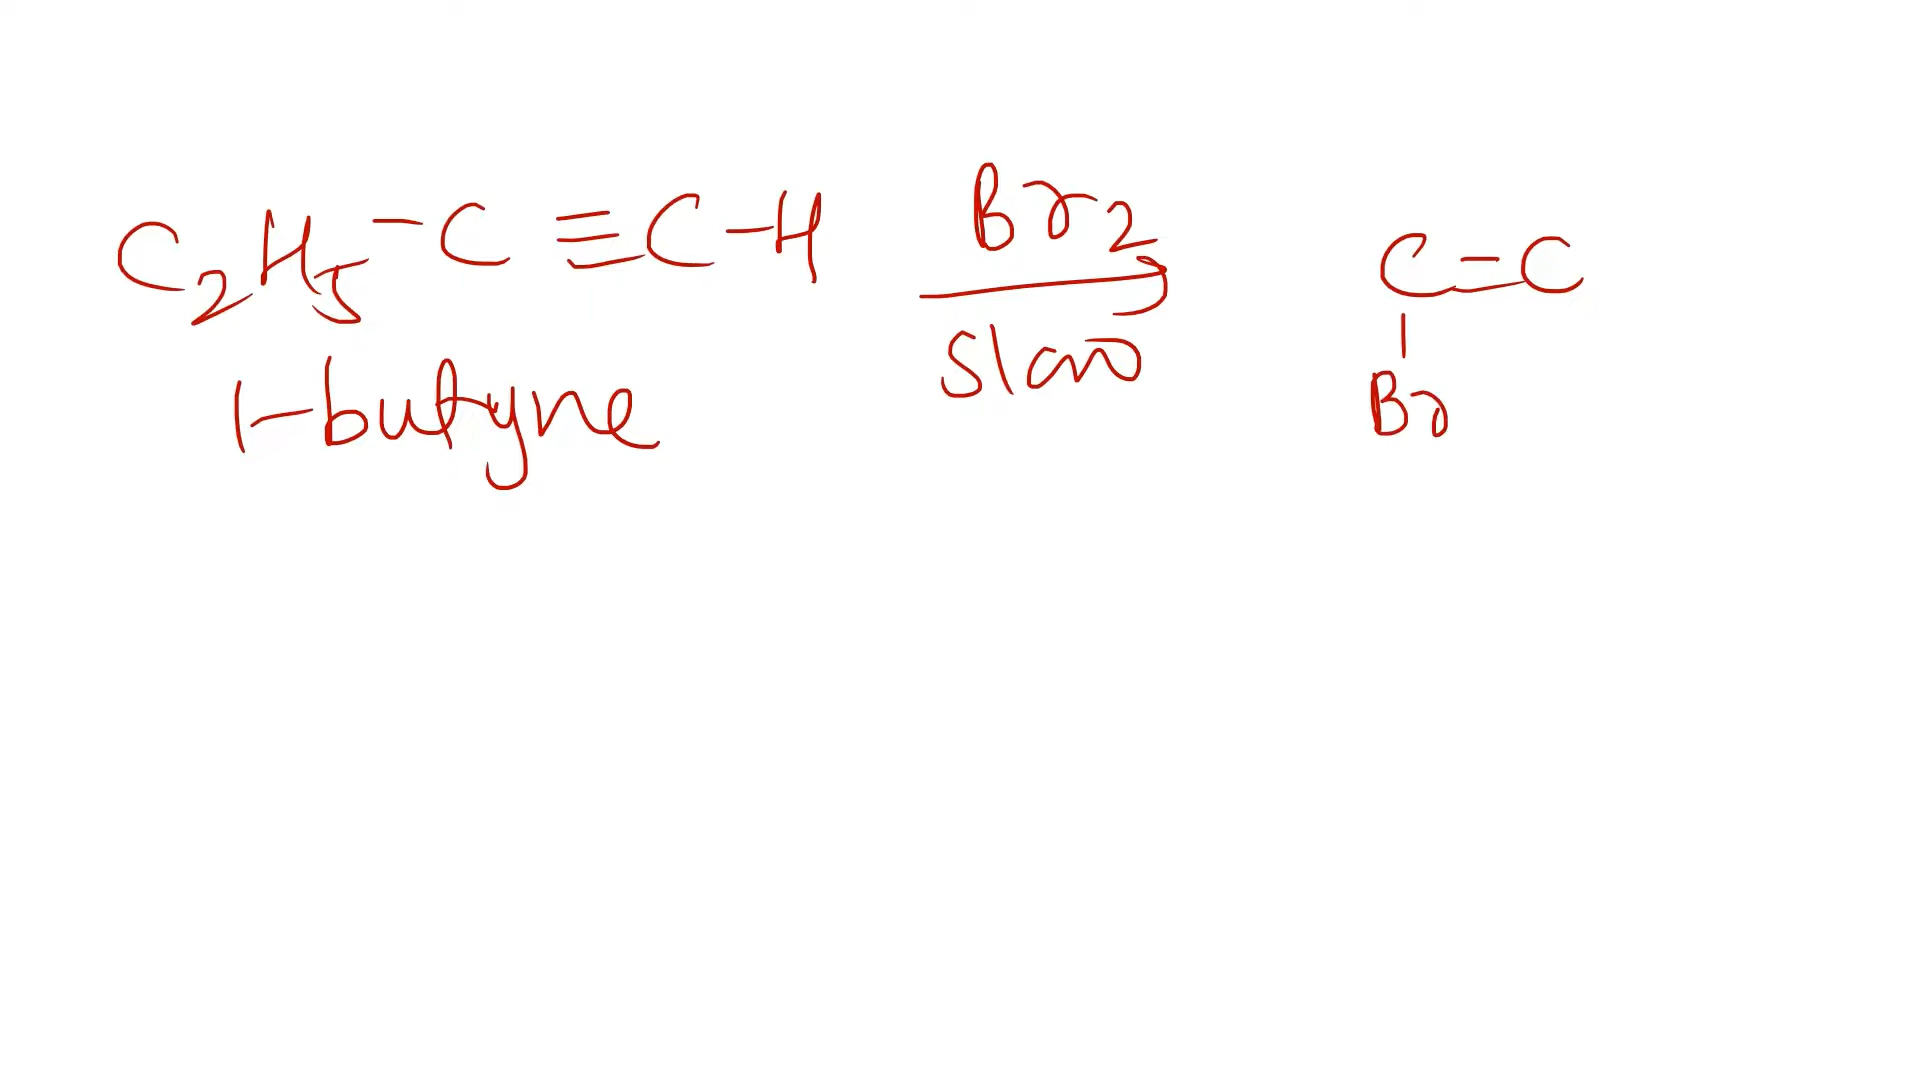 C₂H₅-C≡C-H Br₂ C=C
Slow Br
1-butyne